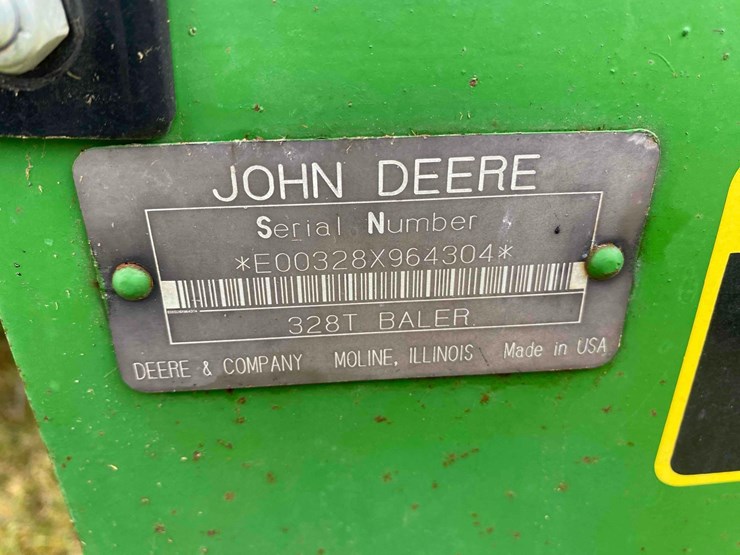 JOHN DEERE
Serial Number
*E00328X964304*
328T BALER
DEERE & COMPANY MOLINE, ILLINOIS Made in USA